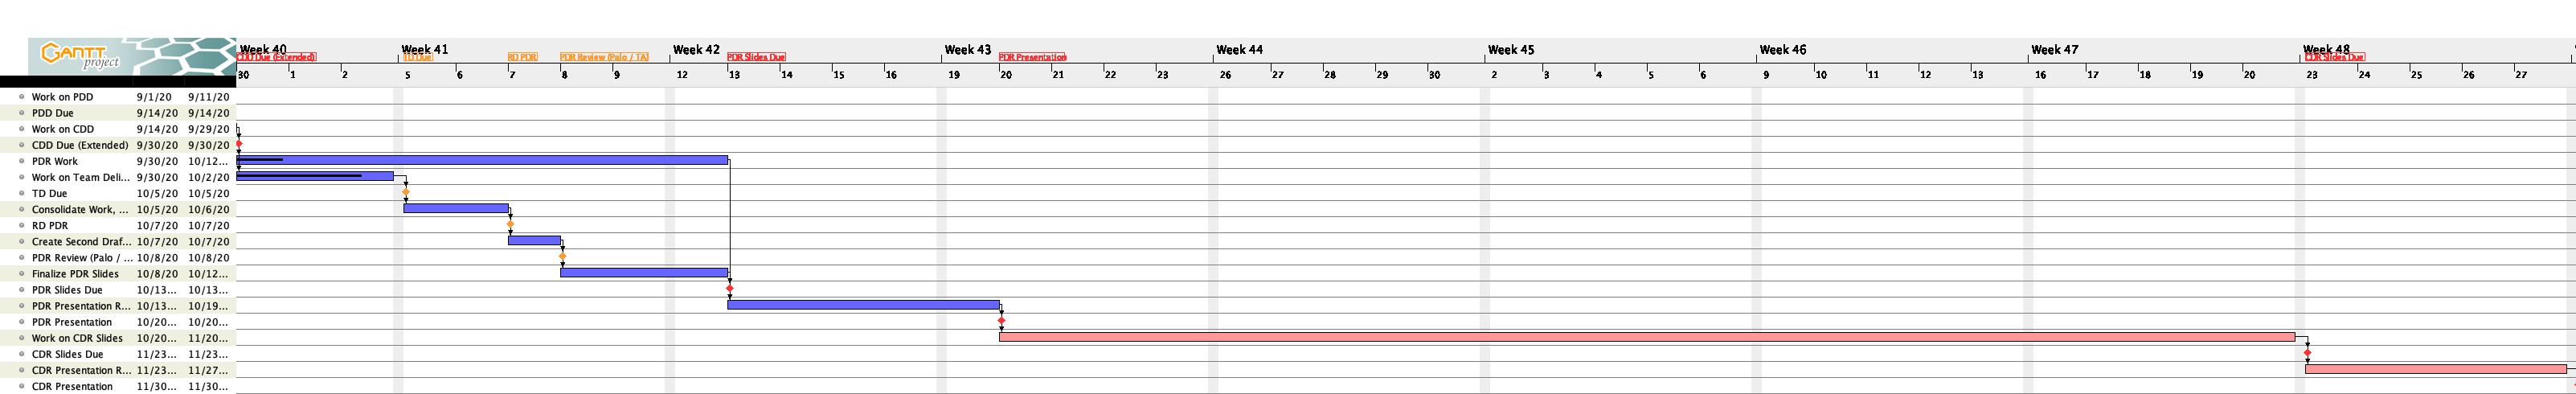 GANTT
project
Week 40 Week 41 Week 42 Week 43 Week 44 Week 45 Week 46 Week 47 Week 48
CDD Due (Extended) TD Due RD PDR PDR Review (Palo / TA) PDR Slides Due PDR Presentation CDR Slides Due
30 1 2 5 6 7 8 9 12 13 14 15 16 19 20 21 22 23 26 27 28 29 30 2 3 4 5 6 9 10 11 12 13 16 17 18 19 20 23 24 25 26 27
Work on PDD 9/1/20 9/11/20
PDD Due 9/14/20 9/14/20
Work on CDD 9/14/20 9/29/20
CDD Due (Extended) 9/30/20 9/30/20
PDR Work 9/30/20 10/12...
Work on Team Deli... 9/30/20 10/2/20
TD Due 10/5/20 10/5/20
Consolidate Work, ... 10/5/20 10/6/20
RD PDR 10/7/20 10/7/20
Create Second Draf... 10/7/20 10/7/20
PDR Review (Palo / ... 10/8/20 10/8/20
Finalize PDR Slides 10/8/20 10/12...
PDR Slides Due 10/13... 10/13...
PDR Presentation R... 10/13... 10/19...
PDR Presentation 10/20... 10/20...
Work on CDR Slides 10/20... 11/20...
CDR Slides Due 11/23... 11/23...
CDR Presentation R... 11/23... 11/27...
CDR Presentation 11/30... 11/30...